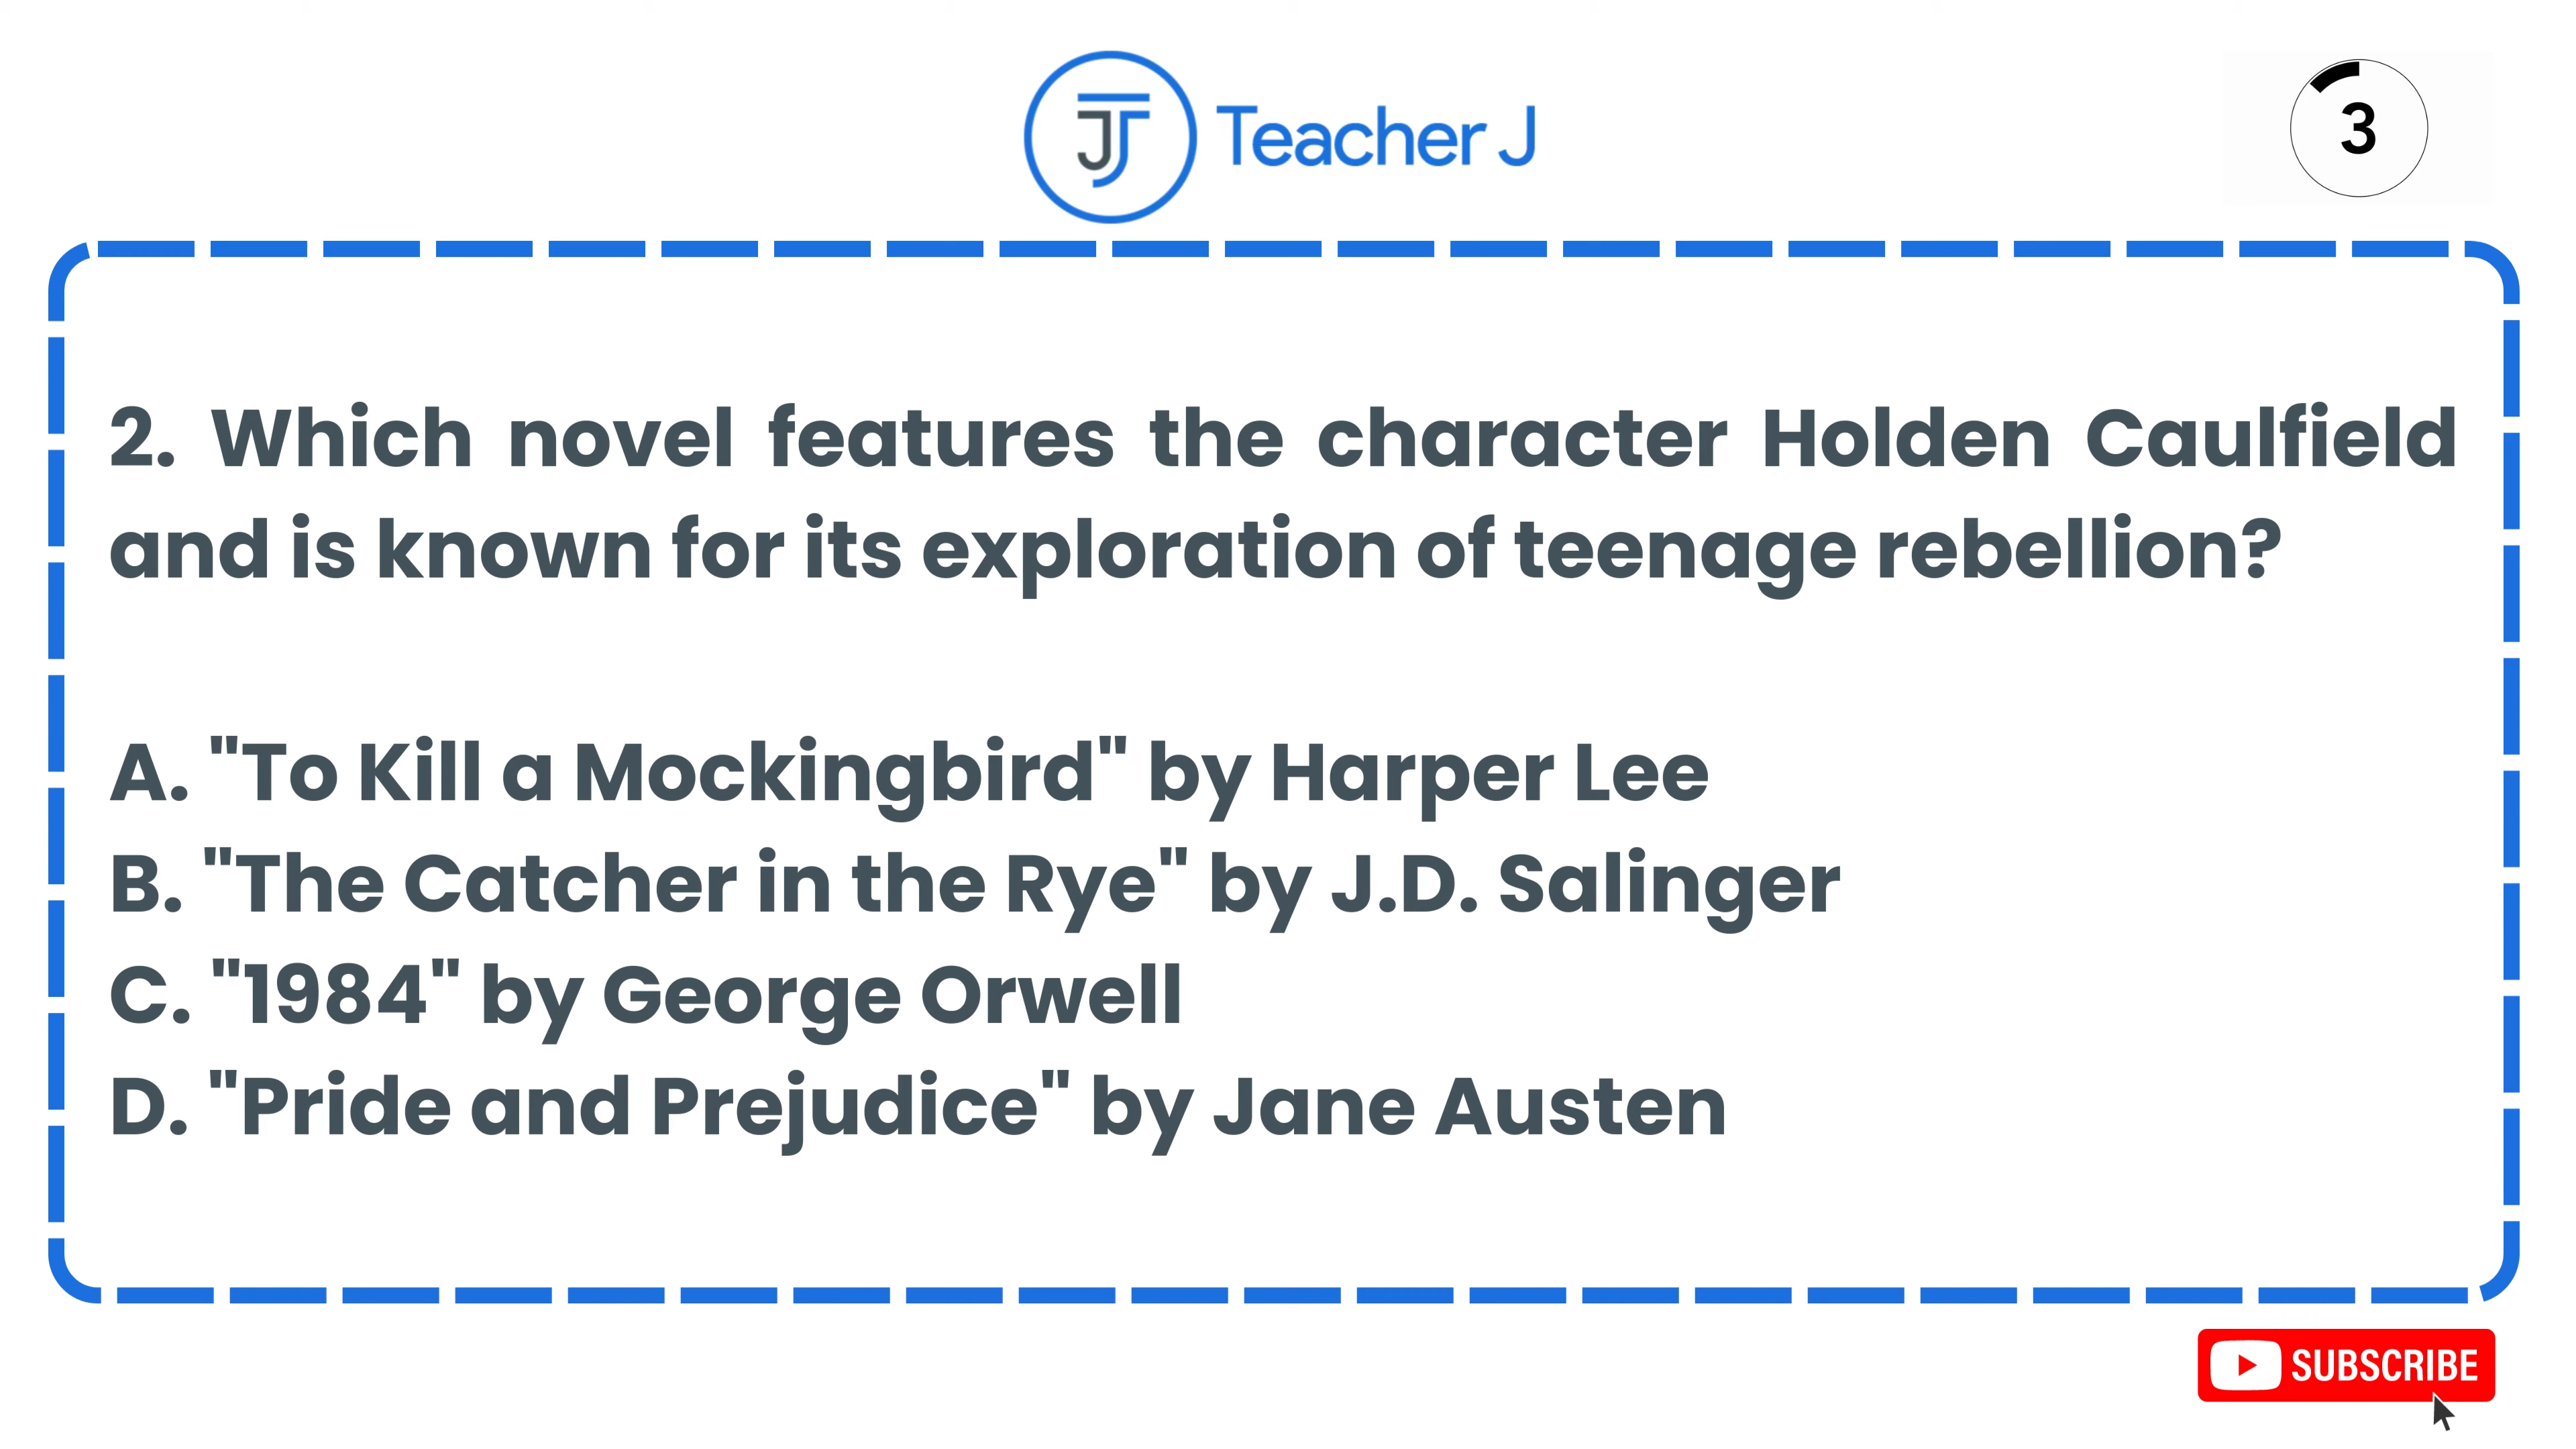 Teacher J
3
2. Which novel features the character Holden Caulfield
and is known for its exploration of teenage rebellion?
A. "To Kill a Mockingbird" by Harper Lee
B. "The Catcher in the Rye" by J.D. Salinger
C. "1984" by George Orwell
D. "Pride and Prejudice" by Jane Austen
SUBSCRIBE